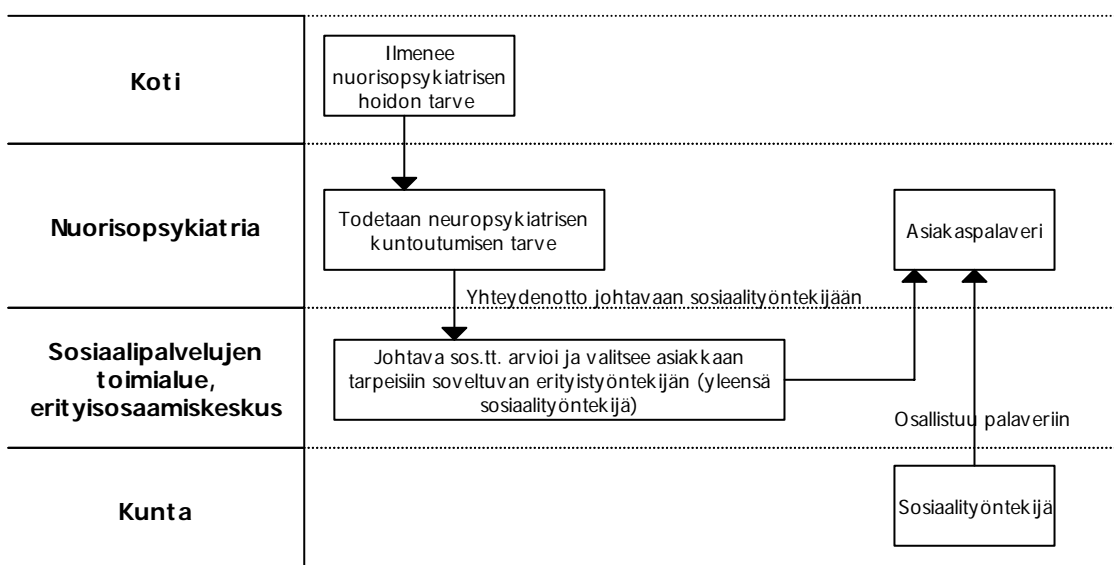 Koti
Ilmenee
nuorisopsykiatrisen
hoidon tarve
Nuorisopsykiatria
Todetaan neuropsykiatrisen
kuntoutumisen tarve
Asiakaspalaveri
Yhteydenotto johtavaan sosiaalityöntekijään
Sosiaalipalvelujen
toimialue,
erityisosaamiskeskus
Johtava sos.tt. arvioi ja valitsee asiakkaan
tarpeisiin soveltuvan erityistyöntekijän (yleensä
sosiaalityöntekijä)
Osallistuu palaveriin
Kunta
Sosiaalityöntekijä